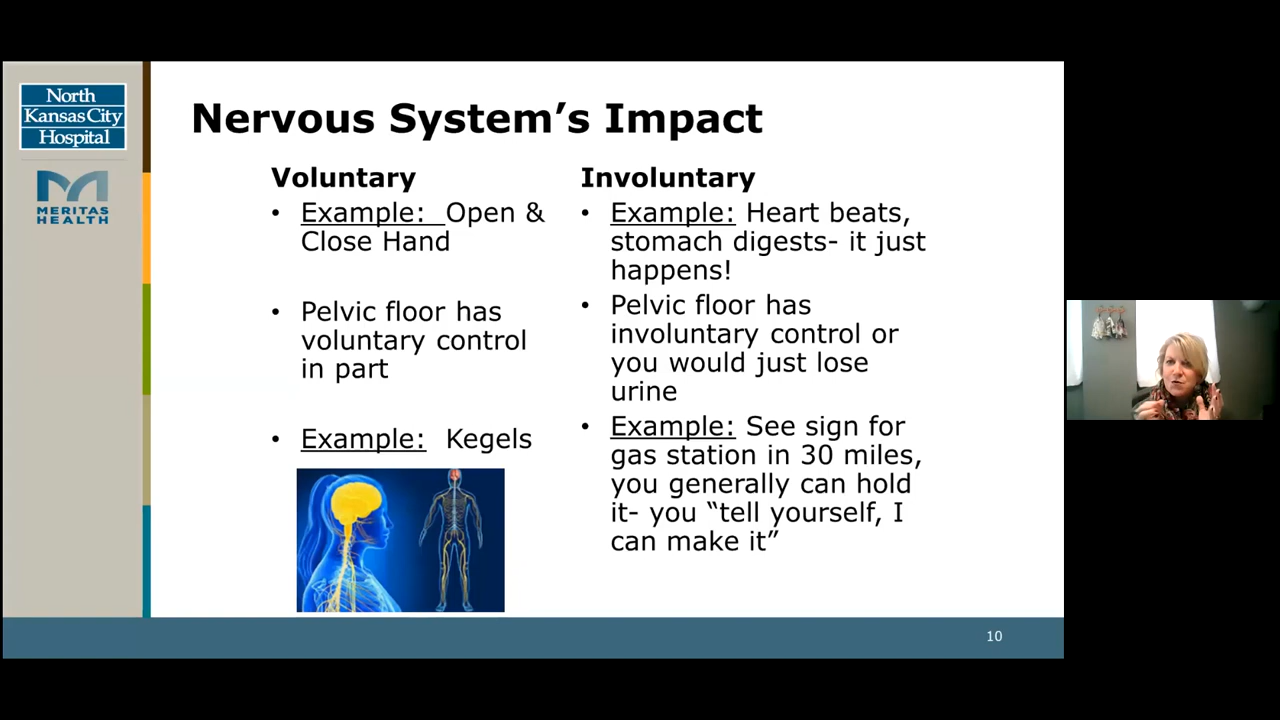 North
Kansas City
Hospital
MERITAS
HEALTH
Nervous System’s Impact
Voluntary
• Example: Open &
Close Hand
• Pelvic floor has
voluntary control
in part
• Example: Kegels
Involuntary
• Example: Heart beats,
stomach digests- it just
happens!
• Pelvic floor has
involuntary control or
you would just lose
urine
• Example: See sign for
gas station in 30 miles,
you generally can hold
it- you “tell yourself, I
can make it”
10